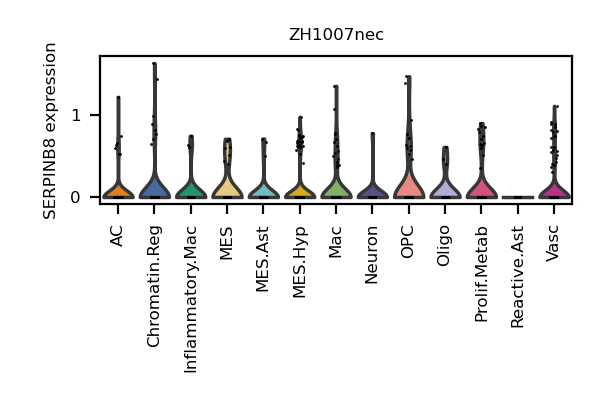 ZH1007nec
SERPINB8 expression
1
0
AC
Chromatin.Reg
Inflammatory.Mac
MES
MES.Ast
MES.Hyp
Mac
Neuron
OPC
Oligo
Prolif.Metab
Reactive.Ast
Vasc